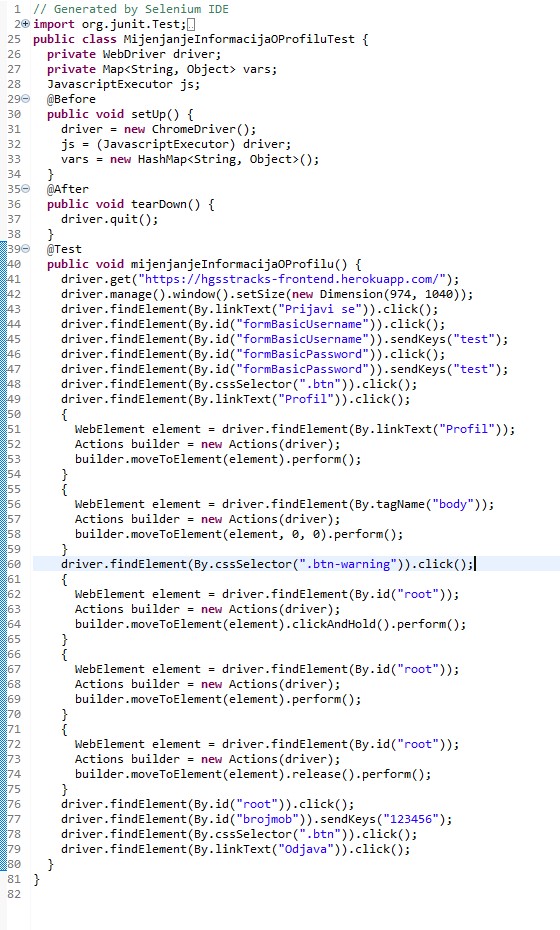 1 // Generated by Selenium IDE
2 import org.junit.Test;
25 public class MijenjanjeInformacijaOProfiluTest {
26 private WebDriver driver;
27 private Map<String, Object> vars;
28 JavascriptExecutor js;
29 @Before
30 public void setUp() {
31 driver = new ChromeDriver();
32 js = (JavascriptExecutor) driver;
33 vars = new HashMap<String, Object>();
34 }
35 @After
36 public void tearDown() {
37 driver.quit();
38 }
39 @Test
40 public void mijenjanjeInformacijaOProfilu() {
41 driver.get("https://hgsstracks-frontend.herokuapp.com/");
42 driver.manage().window().setSize(new Dimension(974, 1040));
43 driver.findElement(By.linkText("Prijavi se")).click();
44 driver.findElement(By.id("formBasicUsername")).click();
45 driver.findElement(By.id("formBasicUsername")).sendKeys("test");
46 driver.findElement(By.id("formBasicPassword")).click();
47 driver.findElement(By.id("formBasicPassword")).sendKeys("test");
48 driver.findElement(By.cssSelector(".btn")).click();
49 driver.findElement(By.linkText("Profil")).click();
50 {
51 WebElement element = driver.findElement(By.linkText("Profil"));
52 Actions builder = new Actions(driver);
53 builder.moveToElement(element).perform();
54 }
55 {
56 WebElement element = driver.findElement(By.tagName("body"));
57 Actions builder = new Actions(driver);
58 builder.moveToElement(element, 0, 0).perform();
59 }
60 driver.findElement(By.cssSelector(".btn-warning")).click();
61 {
62 WebElement element = driver.findElement(By.id("root"));
63 Actions builder = new Actions(driver);
64 builder.moveToElement(element).clickAndHold().perform();
65 }
66 {
67 WebElement element = driver.findElement(By.id("root"));
68 Actions builder = new Actions(driver);
69 builder.moveToElement(element).perform();
70 }
71 {
72 WebElement element = driver.findElement(By.id("root"));
73 Actions builder = new Actions(driver);
74 builder.moveToElement(element).release().perform();
75 }
76 driver.findElement(By.id("root")).click();
77 driver.findElement(By.id("brojmob")).sendKeys("123456");
78 driver.findElement(By.cssSelector(".btn")).click();
79 driver.findElement(By.linkText("Odjava")).click();
80 }
81 }
82